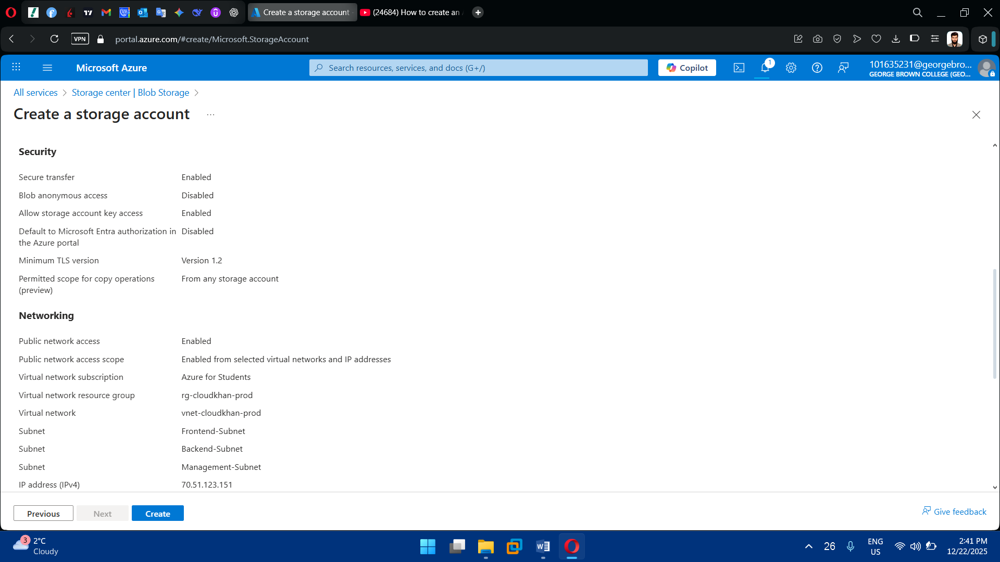 Create a storage account
(24684) How to create an
VPN
portal.azure.com/#create/Microsoft.StorageAccount
Microsoft Azure
Search resources, services, and docs (G+/)
Copilot
1
101635231@georgebro...
GEORGE BROWN COLLEGE (GEO...
All services > Storage center | Blob Storage >
Create a storage account ...
Security
Secure transfer Enabled
Blob anonymous access Disabled
Allow storage account key access Enabled
Default to Microsoft Entra authorization in Disabled
the Azure portal
Minimum TLS version Version 1.2
Permitted scope for copy operations From any storage account
(preview)
Networking
Public network access Enabled
Public network access scope Enabled from selected virtual networks and IP addresses
Virtual network subscription Azure for Students
Virtual network resource group rg-cloudkhan-prod
Virtual network vnet-cloudkhan-prod
Subnet Frontend-Subnet
Subnet Backend-Subnet
Subnet Management-Subnet
IP address (IPv4) 70.51.123.151
Previous Next Create
Give feedback
3
2°C
Cloudy
26
ENG
US
2:41 PM
12/22/2025